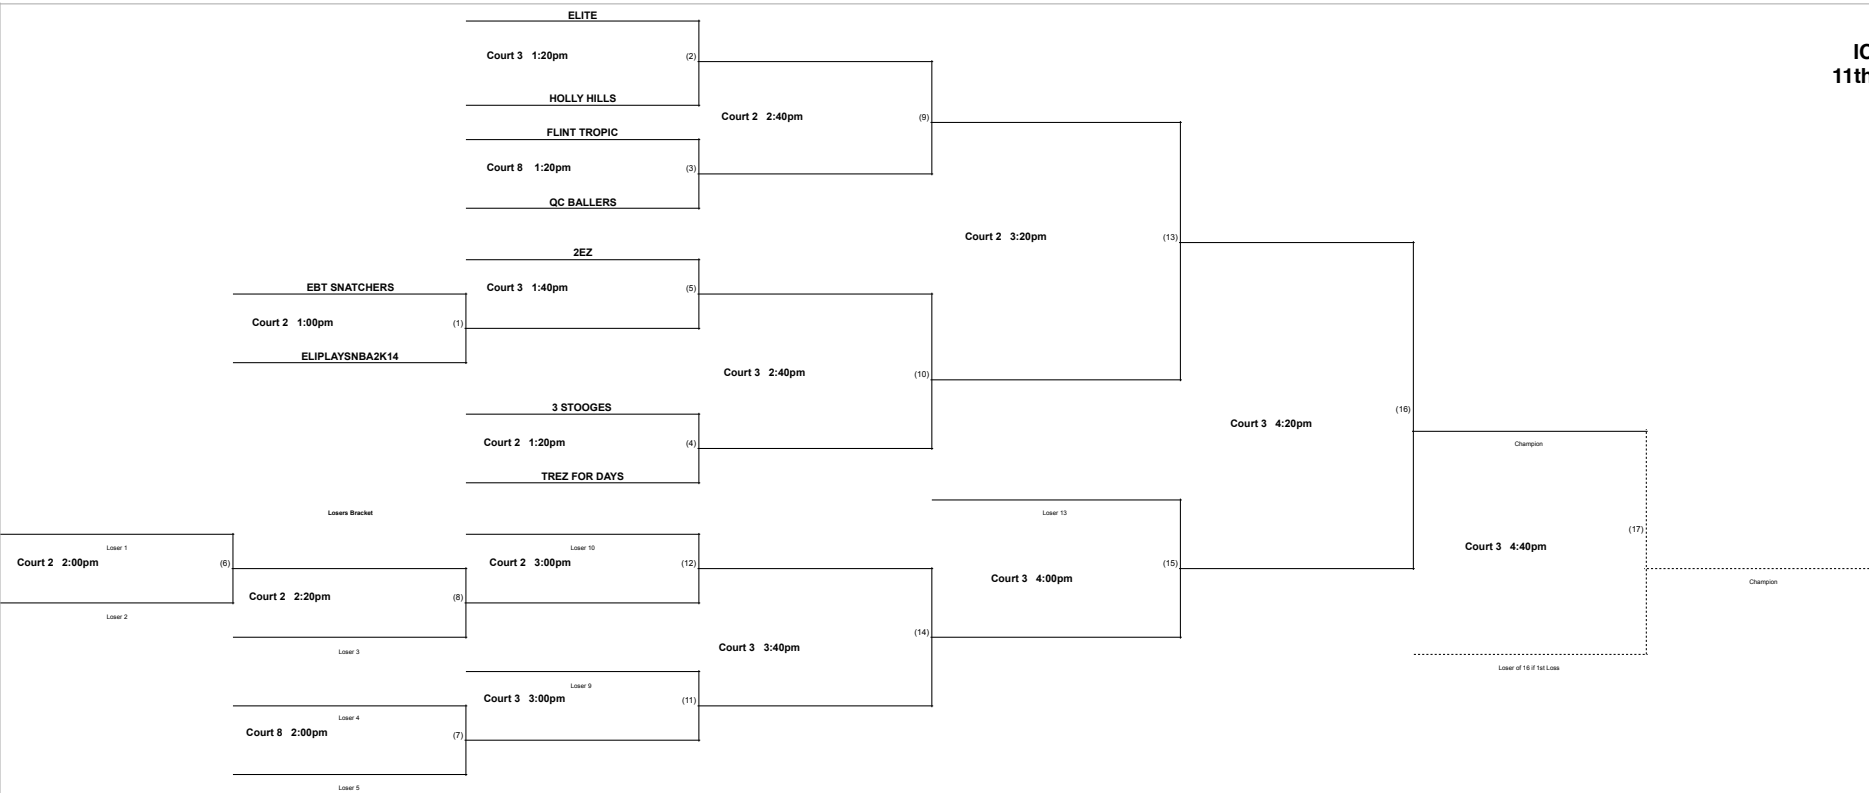 ELITE
Court 3 1:20pm (2)
HOLLY HILLS
FLINT TROPIC
Court 8 1:20pm (3)
QC BALLERS
Court 2 2:40pm (9)
IC
11th
2EZ
Court 3 1:40pm (5)
EBT SNATCHERS
Court 2 1:00pm (1)
ELIPLAYSNBA2K14
Court 2 3:20pm (13)
Court 3 2:40pm (10)
3 STOOGES
Court 2 1:20pm (4)
TREZ FOR DAYS
Court 3 4:20pm (16)
Champion
Losers Bracket
Loser 1
Court 2 2:00pm (6)
Loser 2
Court 2 2:20pm (8)
Loser 3
Loser 10
Court 2 3:00pm (12)
Loser 13
Court 3 4:00pm (15)
Court 3 4:40pm (17)
Champion
Court 3 3:40pm (14)
Loser 9
Court 3 3:00pm (11)
Loser 4
Court 8 2:00pm (7)
Loser 5
Loser of 16 if 1st Loss